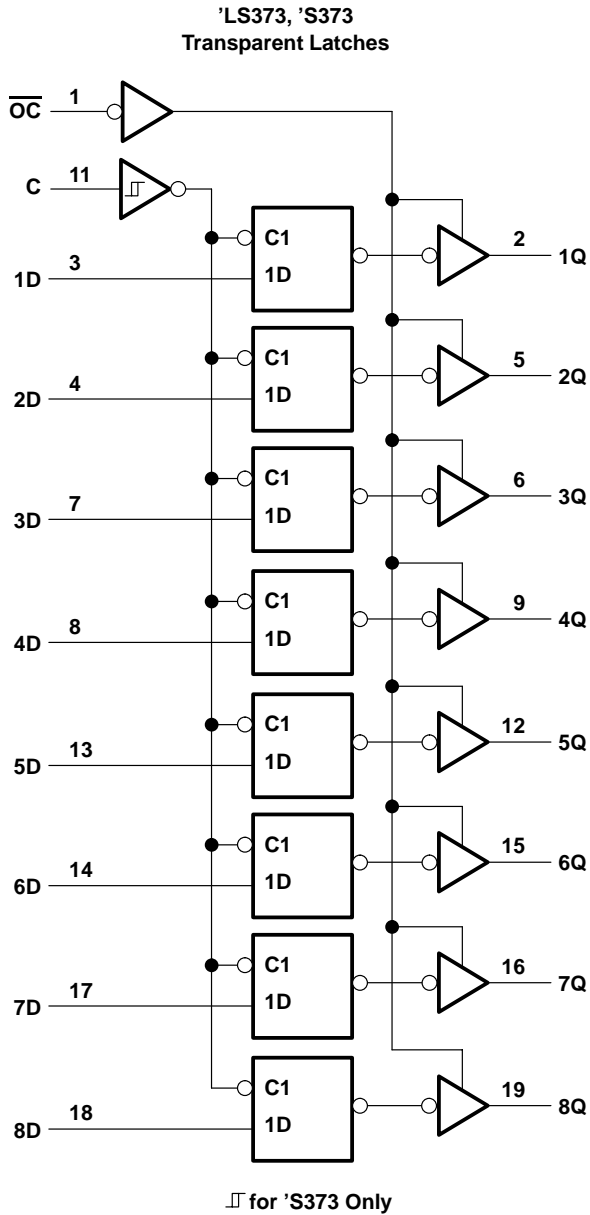 'LS373, 'S373
Transparent Latches
OC 1
C 11
C1 2 1Q
1D 3 1D
C1 5 2Q
2D 4 1D
C1 6 3Q
3D 7 1D
C1 9 4Q
4D 8 1D
C1 12 5Q
5D 13 1D
C1 15 6Q
6D 14 1D
C1 16 7Q
7D 17 1D
C1 19 8Q
8D 18 1D
for 'S373 Only